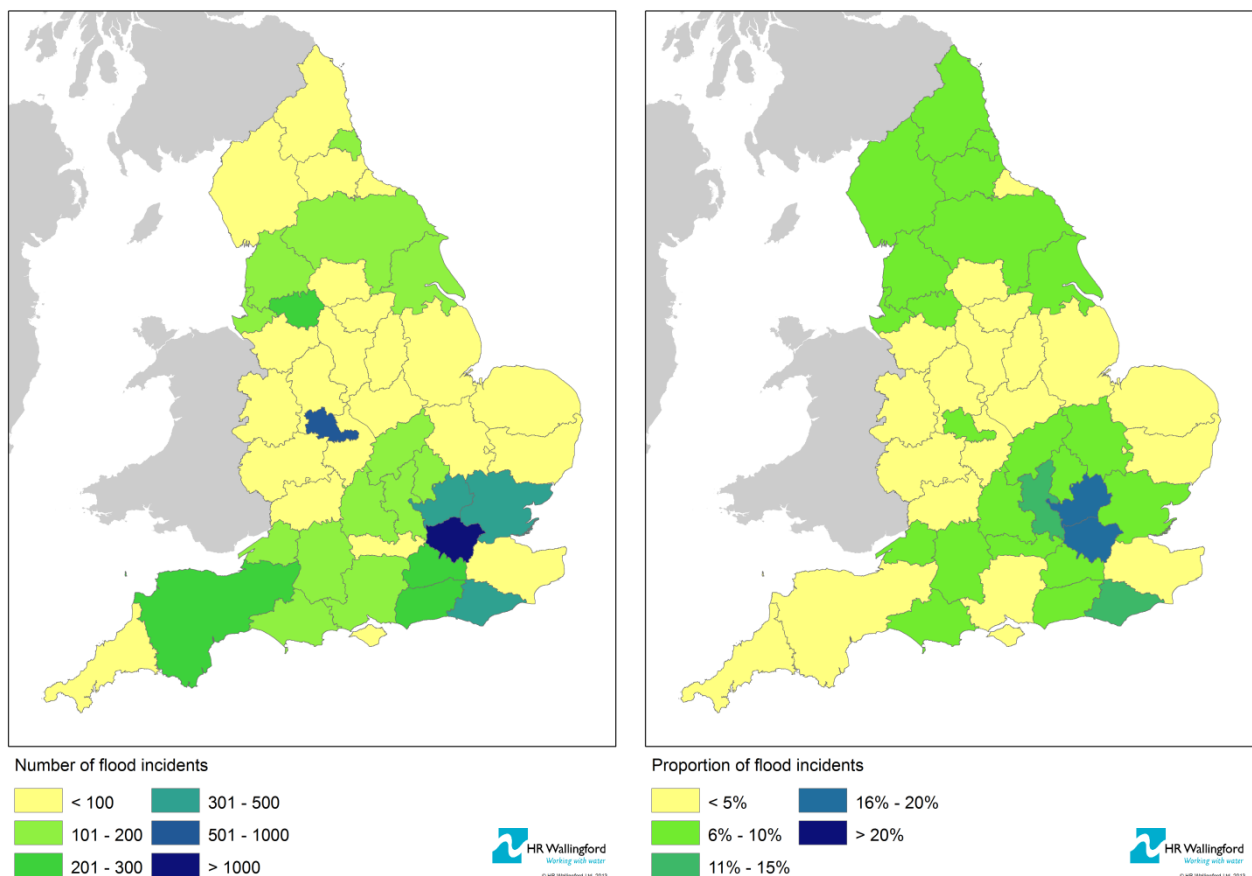 Number of flood incidents
< 100
101 - 200
201 - 300
301 - 500
501 - 1000
> 1000
HR Wallingford
Working with water
Proportion of flood incidents
< 5%
6% - 10%
11% - 15%
16% - 20%
> 20%
HR Wallingford
Working with water